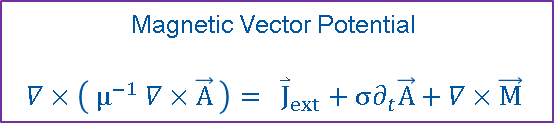 Magnetic Vector Potential
∇ × ( μ⁻¹ ∇ × A⃗ ) = J⃗ext + σ∂ₜA⃗ + ∇ × M⃗